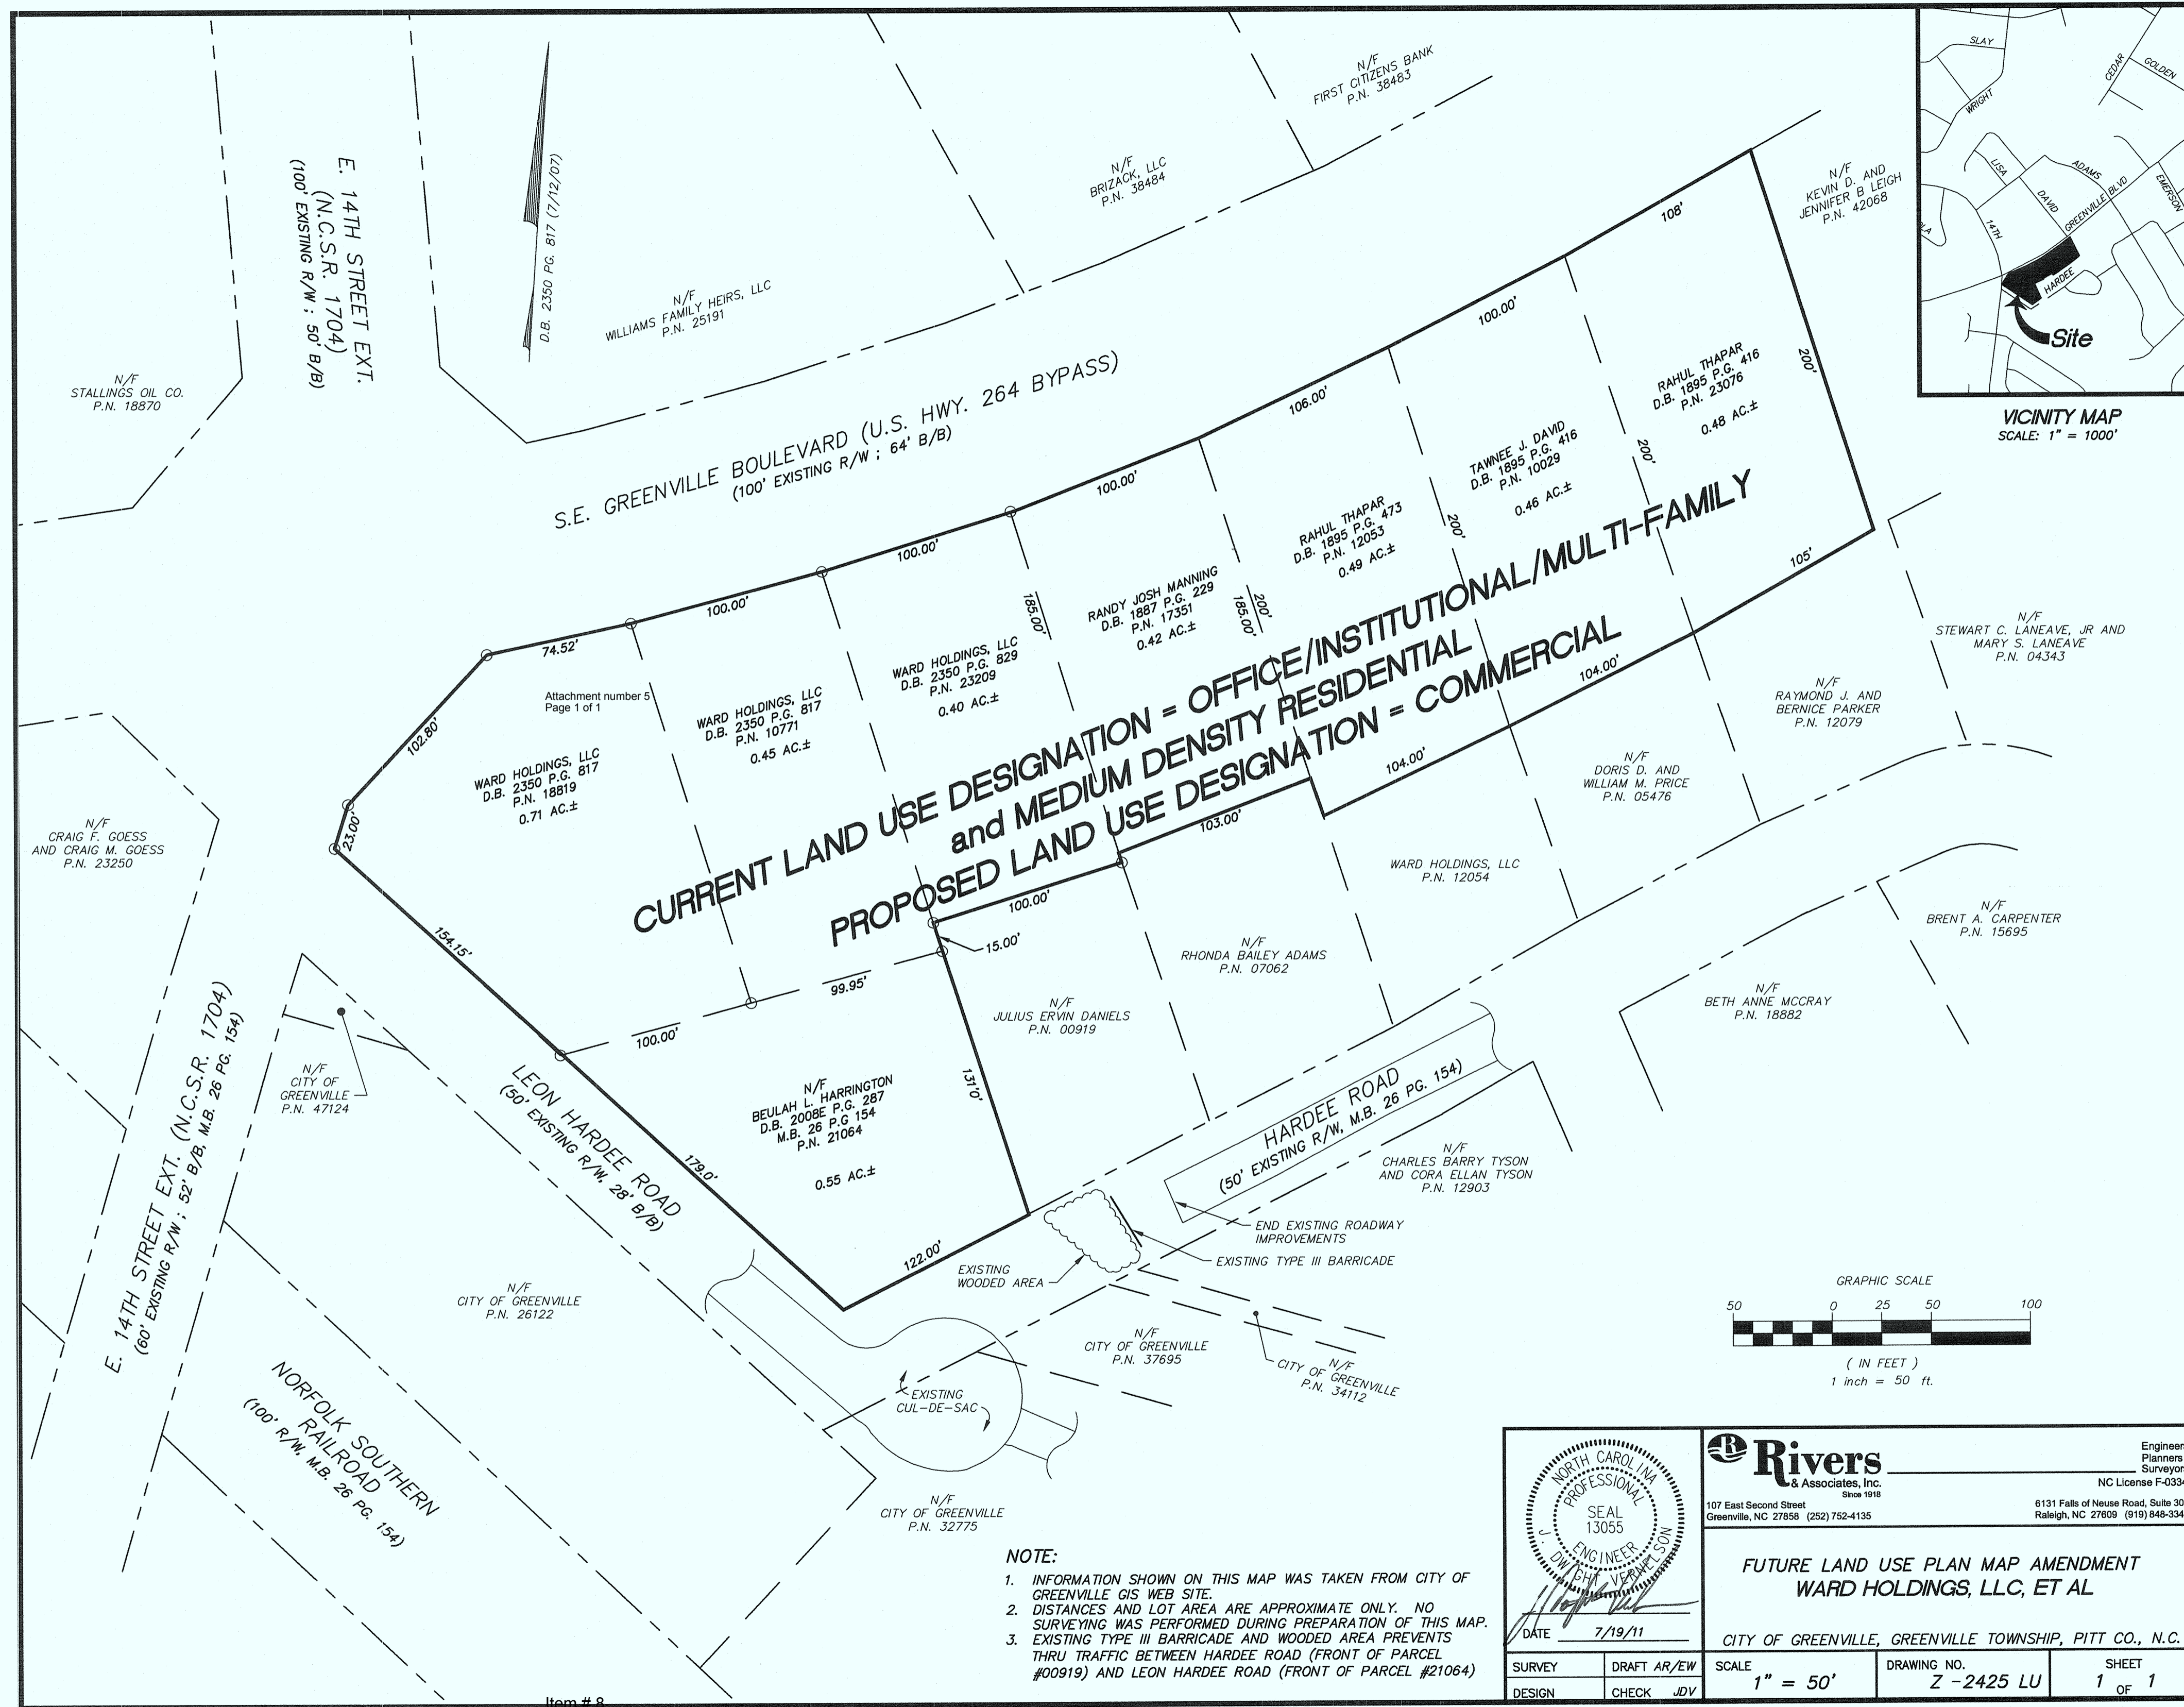 N/F
FIRST CITIZENS BANK
P.N. 38483
N/F
BRIZACK, LLC
P.N. 38484
N/F
KEVIN D. AND
JENNIFER B LEIGH
P.N. 42068
E. 14TH STREET EXT.
(N.C.S.R. 1704)
(100' EXISTING R/W ; 50' B/B)
D.B. 2350 PG. 817 (7/12/07)
N/F
WILLIAMS FAMILY HEIRS, LLC
P.N. 25191
N/F
STALLINGS OIL CO.
P.N. 18870
S.E. GREENVILLE BOULEVARD (U.S. HWY. 264 BYPASS)
(100' EXISTING R/W ; 64' B/B)
SLAY
WRIGHT
CEDAR
GOLDEN
LISA
ADAMS
DAVID
GREENVILLE BLVD
EMERSON
14TH
HARDEE
Site
VICINITY MAP
SCALE: 1" = 1000'
108'
100.00'
106.00'
100.00'
100.00'
100.00'
74.52'
102.80'
23.00'
154.15'
200'
200'
200'
200'
185.00'
185.00'
RAHUL THAPAR
D.B. 1895 P.G. 416
P.N. 23076
0.48 AC.±
TAWNEE J. DAVID
D.B. 1895 P.G. 416
P.N. 10029
0.46 AC.±
RAHUL THAPAR
D.B. 1895 P.G. 473
P.N. 12053
0.49 AC.±
RANDY JOSH MANNING
D.B. 1887 P.G. 229
P.N. 17351
0.42 AC.±
WARD HOLDINGS, LLC
D.B. 2350 P.G. 829
P.N. 23209
0.40 AC.±
WARD HOLDINGS, LLC
D.B. 2350 P.G. 817
P.N. 10771
0.45 AC.±
Attachment number 5
Page 1 of 1
WARD HOLDINGS, LLC
D.B. 2350 P.G. 817
P.N. 18819
0.71 AC.±
CURRENT LAND USE DESIGNATION = OFFICE/INSTITUTIONAL/MULTI-FAMILY
and MEDIUM DENSITY RESIDENTIAL
PROPOSED LAND USE DESIGNATION = COMMERCIAL
105'
104.00'
104.00'
103.00'
100.00'
15.00'
99.95'
100.00'
131'0'
179.0'
122.00'
N/F
STEWART C. LANEAVE, JR AND
MARY S. LANEAVE
P.N. 04343
N/F
RAYMOND J. AND
BERNICE PARKER
P.N. 12079
N/F
DORIS D. AND
WILLIAM M. PRICE
P.N. 05476
WARD HOLDINGS, LLC
P.N. 12054
N/F
RHONDA BAILEY ADAMS
P.N. 07062
N/F
JULIUS ERVIN DANIELS
P.N. 00919
N/F
BEULAH L. HARRINGTON
D.B. 2008E P.G. 287
M.B. 26 P.G 154
P.N. 21064
0.55 AC.±
N/F
BRENT A. CARPENTER
P.N. 15695
N/F
BETH ANNE MCCRAY
P.N. 18882
N/F
CRAIG F. GOESS
AND CRAIG M. GOESS
P.N. 23250
N/F
CITY OF
GREENVILLE
P.N. 47124
E. 14TH STREET EXT. (N.C.S.R. 1704)
(60' EXISTING R/W ; 52' B/B, M.B. 26 PG. 154)
LEON HARDEE ROAD
(50' EXISTING R/W, 28' B/B)
HARDEE ROAD
(50' EXISTING R/W, M.B. 26 PG. 154)
N/F
CHARLES BARRY TYSON
AND CORA ELLAN TYSON
P.N. 12903
END EXISTING ROADWAY
IMPROVEMENTS
EXISTING TYPE III BARRICADE
EXISTING
WOODED AREA
N/F
CITY OF GREENVILLE
P.N. 26122
N/F
CITY OF GREENVILLE
P.N. 37695
N/F
CITY OF GREENVILLE
P.N. 34112
EXISTING
CUL-DE-SAC
NORFOLK SOUTHERN
RAILROAD
(100' R/W, M.B. 26 PG. 154)
N/F
CITY OF GREENVILLE
P.N. 32775
GRAPHIC SCALE
50 0 25 50 100
( IN FEET )
1 inch = 50 ft.
NOTE:
1. INFORMATION SHOWN ON THIS MAP WAS TAKEN FROM CITY OF
GREENVILLE GIS WEB SITE.
2. DISTANCES AND LOT AREA ARE APPROXIMATE ONLY. NO
SURVEYING WAS PERFORMED DURING PREPARATION OF THIS MAP.
3. EXISTING TYPE III BARRICADE AND WOODED AREA PREVENTS
THRU TRAFFIC BETWEEN HARDEE ROAD (FRONT OF PARCEL
#00919) AND LEON HARDEE ROAD (FRONT OF PARCEL #21064)
Item # 8
NORTH CAROLINA
PROFESSIONAL
SEAL
13055
ENGINEER
J. DWIGHT VERNELSON
DATE 7/19/11
SURVEY DRAFT AR/EW
DESIGN CHECK JDV
R Rivers
& Associates, Inc.
Since 1918
Engineer
Planners
Surveyor
NC License F-0334
107 East Second Street
Greenville, NC 27858 (252) 752-4135
6131 Falls of Neuse Road, Suite 30
Raleigh, NC 27609 (919) 848-334
FUTURE LAND USE PLAN MAP AMENDMENT
WARD HOLDINGS, LLC, ET AL
CITY OF GREENVILLE, GREENVILLE TOWNSHIP, PITT CO., N.C.
SCALE
1" = 50'
DRAWING NO.
Z -2425 LU
SHEET
1 OF 1